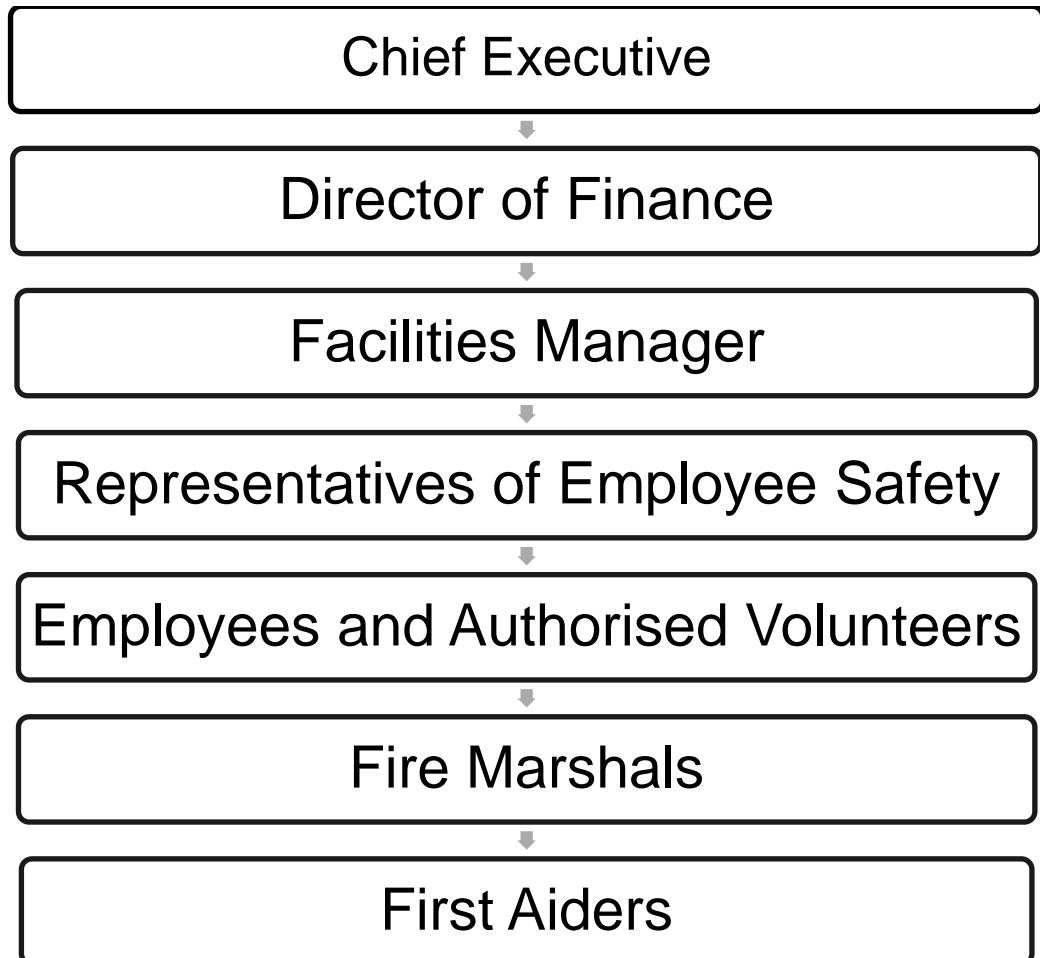 Chief Executive
Director of Finance
Facilities Manager
Representatives of Employee Safety
Employees and Authorised Volunteers
Fire Marshals
First Aiders